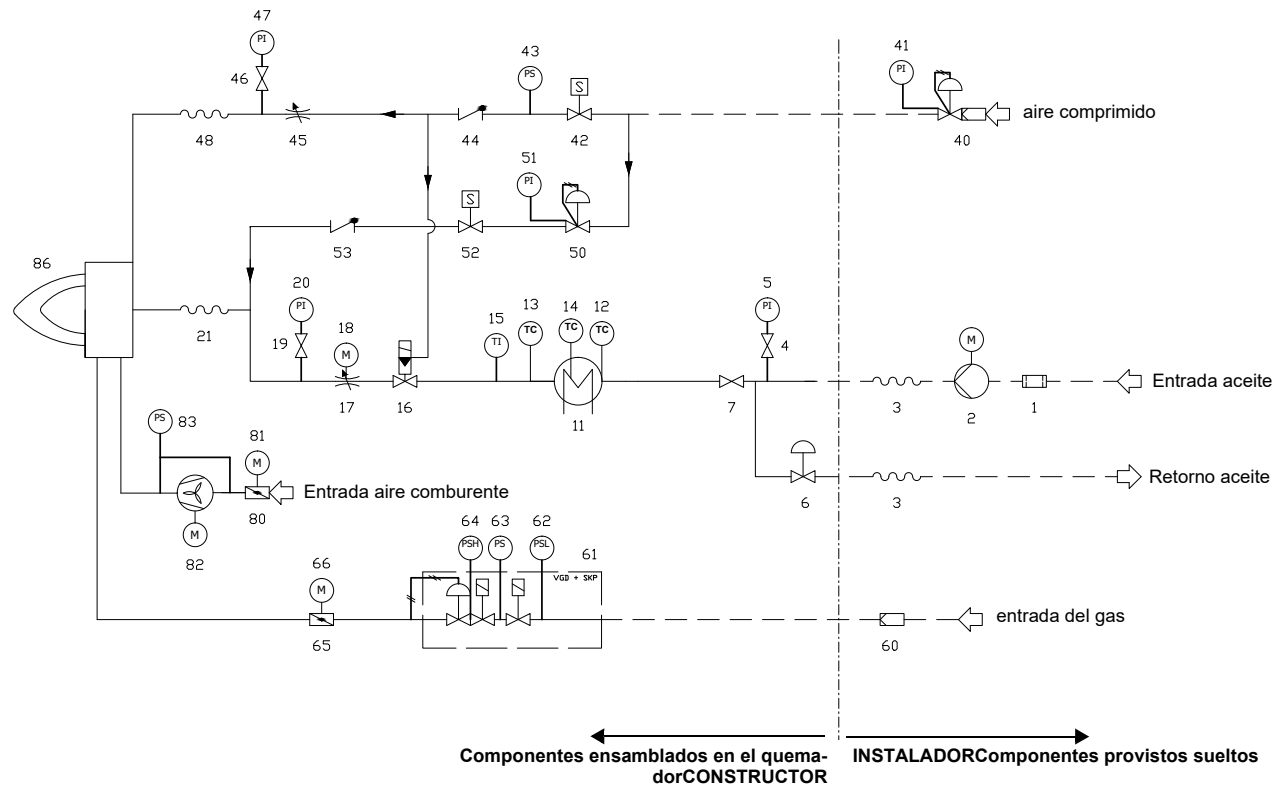 47
PI
46
48
45
44
43
PS
S
42
41
PI
40
aire comprimido
51
PI
S
52
50
53
86
20
PI
21
19
18
M
17
16
15
TI
13
TC
14
TC
12
TC
11
5
PI
4
7
3
M
2
1
Entrada aceite
6
3
Retorno aceite
PS
83
81
M
80
Entrada aire comburente
M
82
64
PSH
63
PS
62
PSL
61
VGD + SKP
66
M
65
60
entrada del gas
Componentes ensamblados en el quema-
dorCONSTRUCTOR
INSTALADORComponentes provistos sueltos